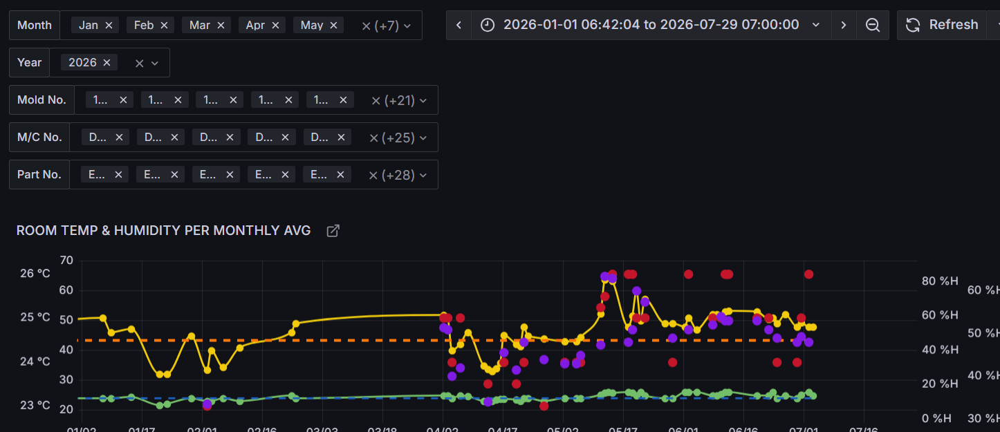 Month Jan Feb Mar Apr May (+7) 2026-01-01 06:42:04 to 2026-07-29 07:00:00 Refresh
Year 2026
Mold No. 1... 1... 1... 1... 1... (+21)
M/C No. D... D... D... D... D... (+25)
Part No. E... E... E... E... E... (+28)
ROOM TEMP & HUMIDITY PER MONTHLY AVG
70
26 °C 80 %H
60 60 %H
25 °C 50 60 %H
50 %H
40 40 %H
24 °C
30 20 %H 40 %H
23 °C 20
0 %H 30 %H
01/02 01/17 02/01 02/16 03/03 03/18 04/02 04/17 05/02 05/17 06/01 06/16 07/01 07/16